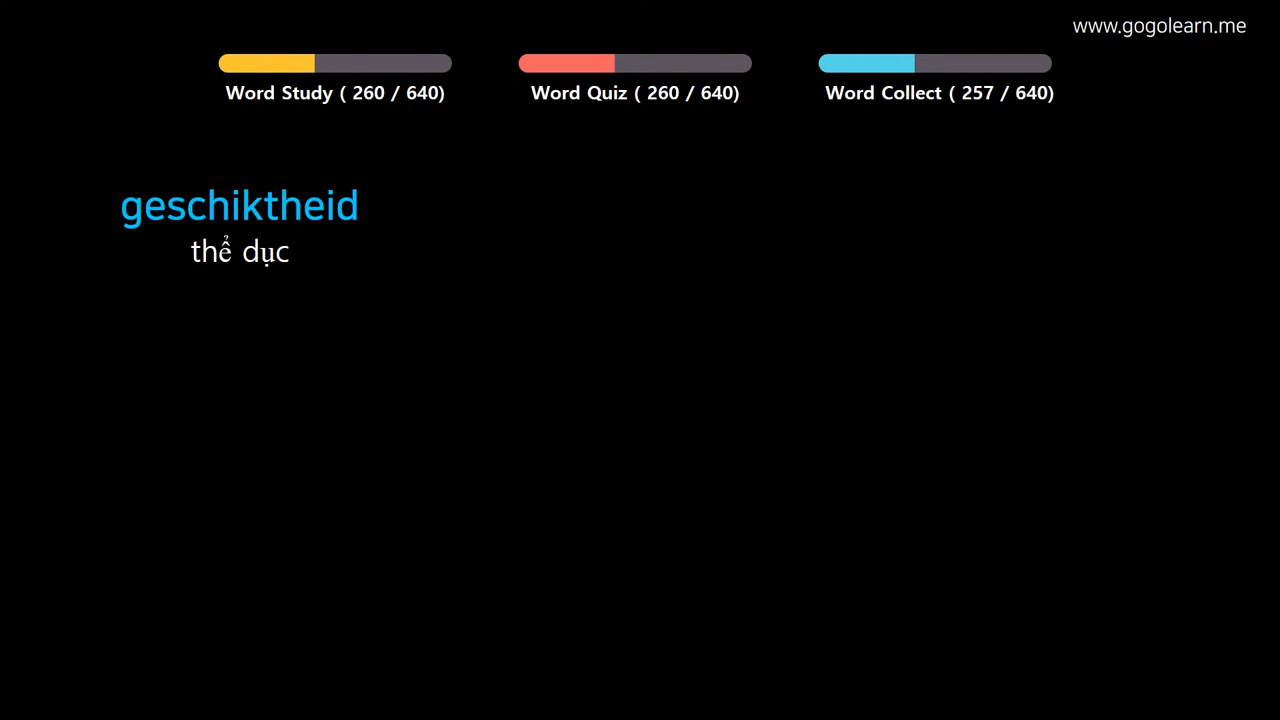 www.gogolearn.me
Word Study ( 260 / 640)
Word Quiz ( 260 / 640)
Word Collect ( 257 / 640)
geschiktheid
thể dục